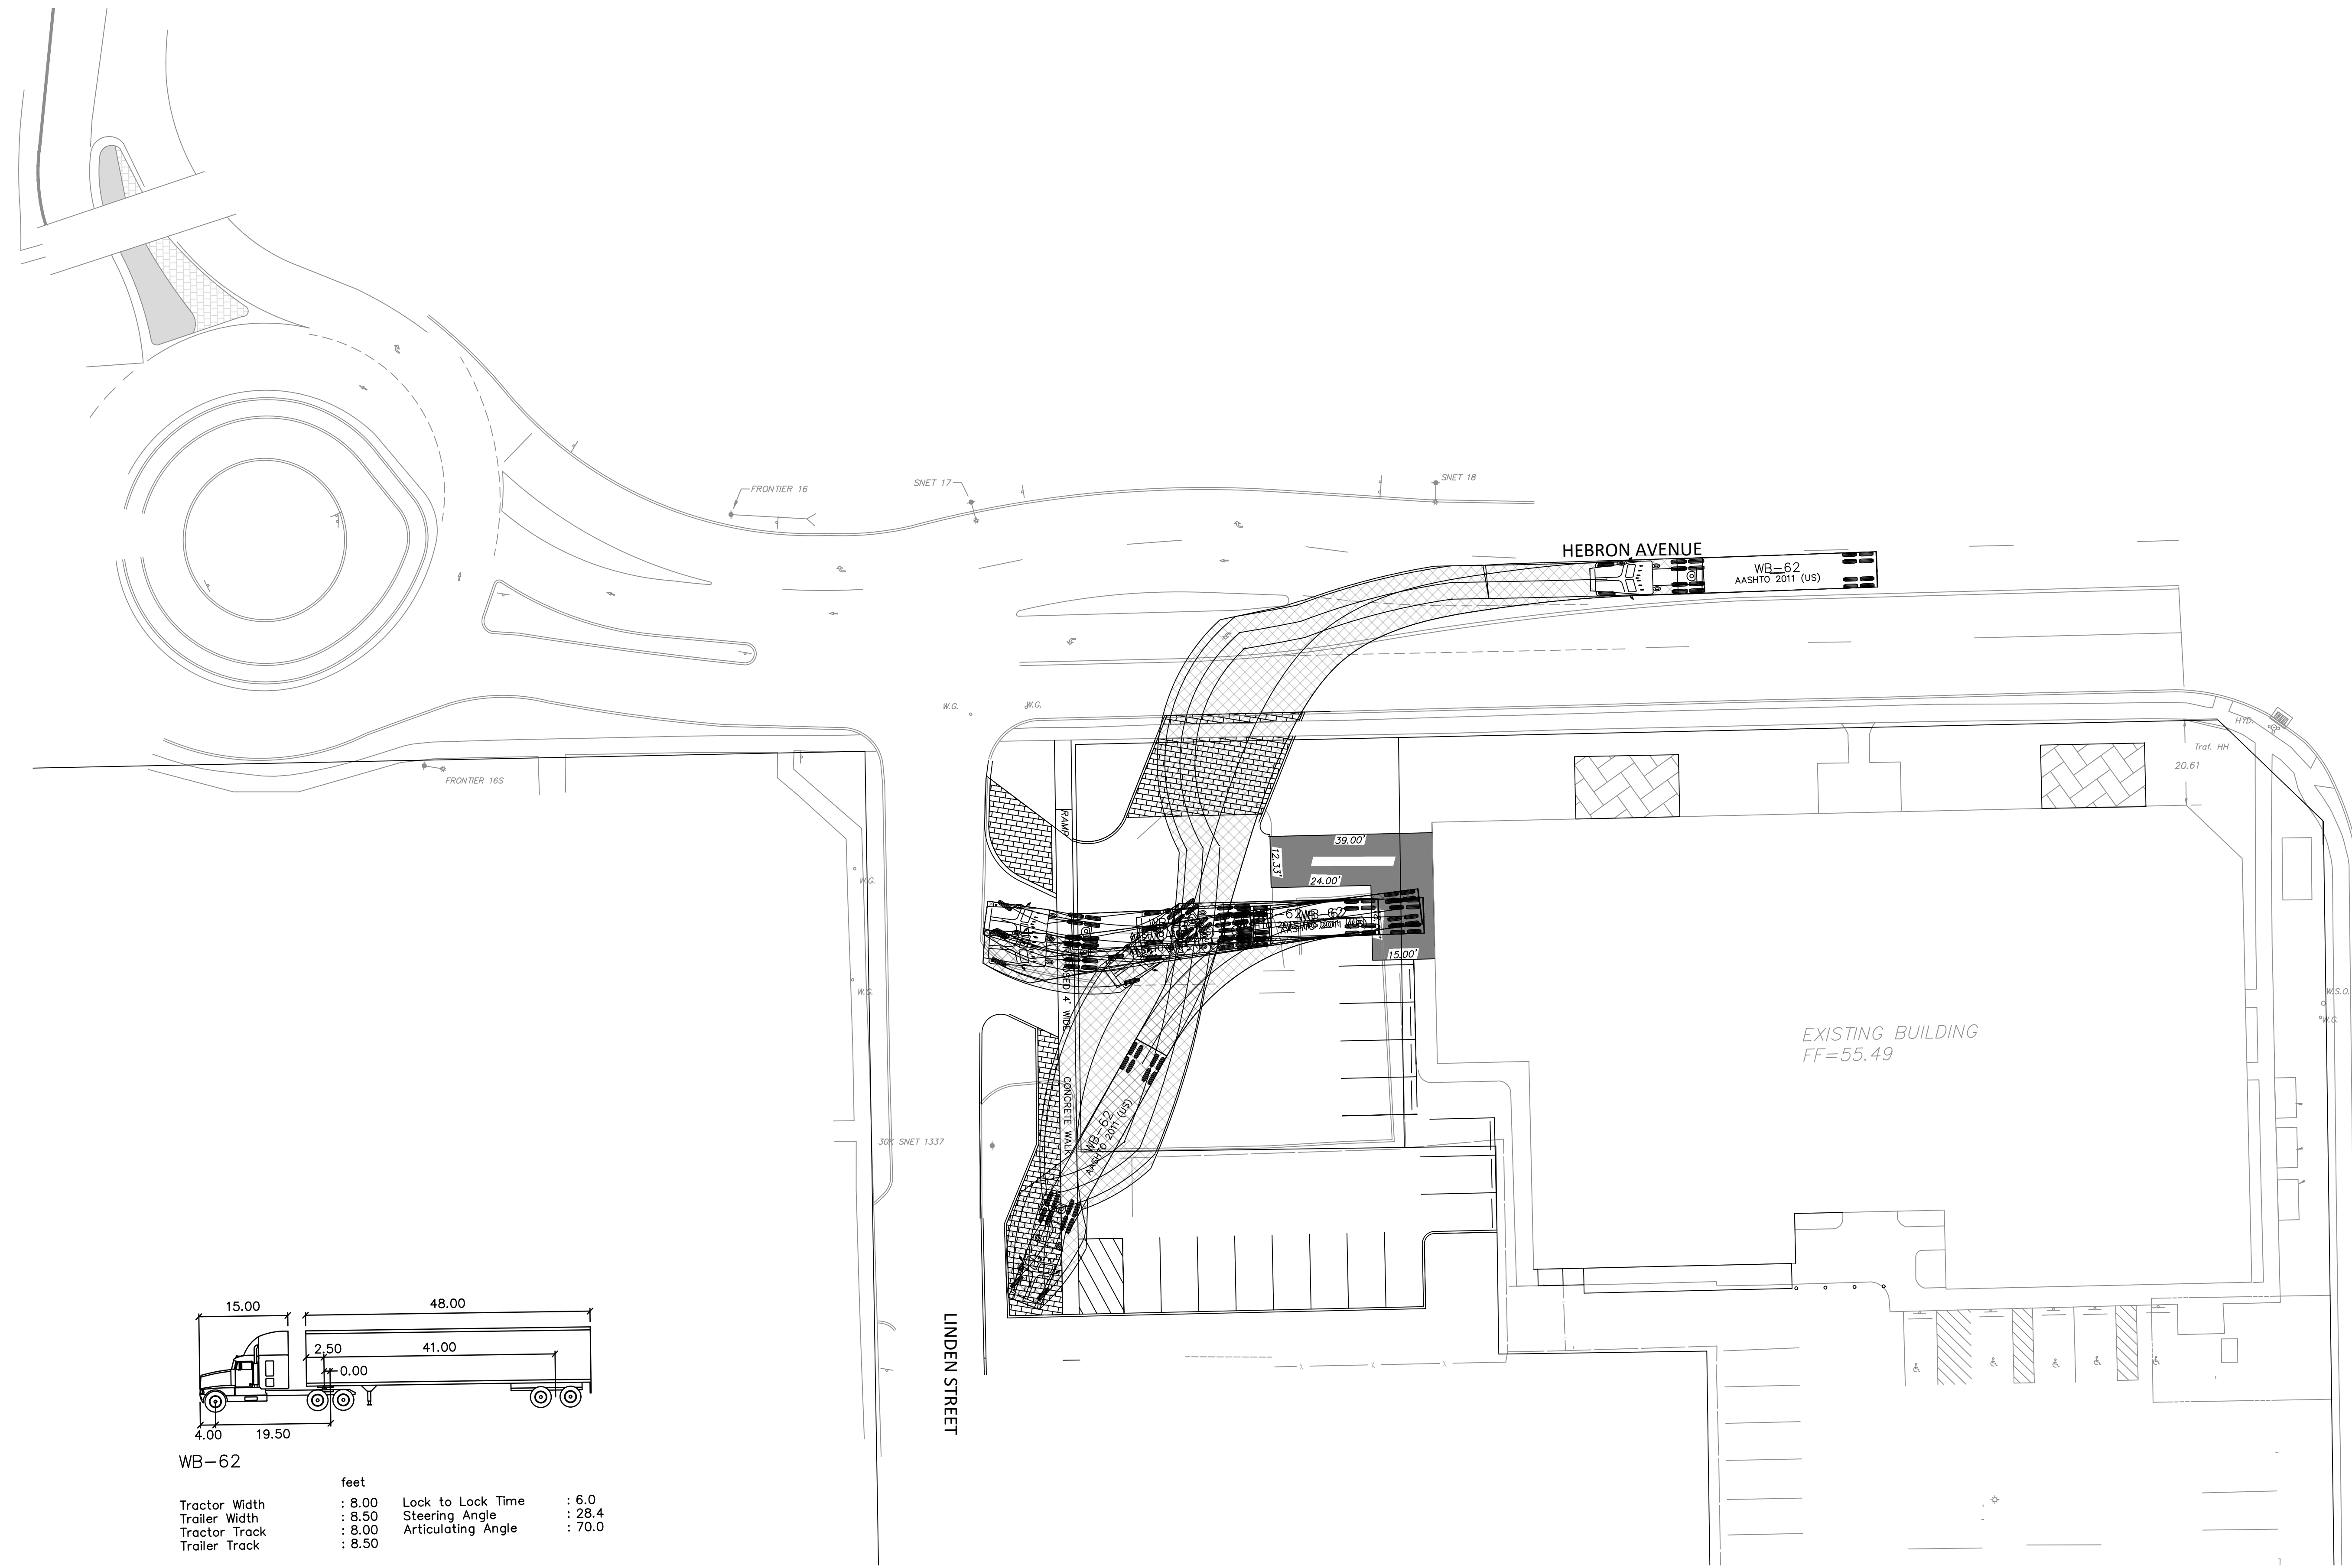 FRONTIER 16
SNET 17
SNET 18
HEBRON AVENUE
WB-62
AASHTO 2011 (US)
W.G.
W.G.
HYD.
Traf. HH
20.61
FRONTIER 16S
RAMP
39.00'
12.33'
24.00'
W.G.
WB-62
15.00'
W.G.
4' WIDE
W.S.O.
W.G.
EXISTING BUILDING
FF=55.49
CONCRETE WALK
30K SNET 1337
WB-62
AASHTO 2011 (US)
LINDEN STREET
15.00
48.00
2.50
41.00
0.00
4.00
19.50
WB-62
feet
Tractor Width : 8.00 Lock to Lock Time : 6.0
Trailer Width : 8.50 Steering Angle : 28.4
Tractor Track : 8.00 Articulating Angle : 70.0
Trailer Track : 8.50